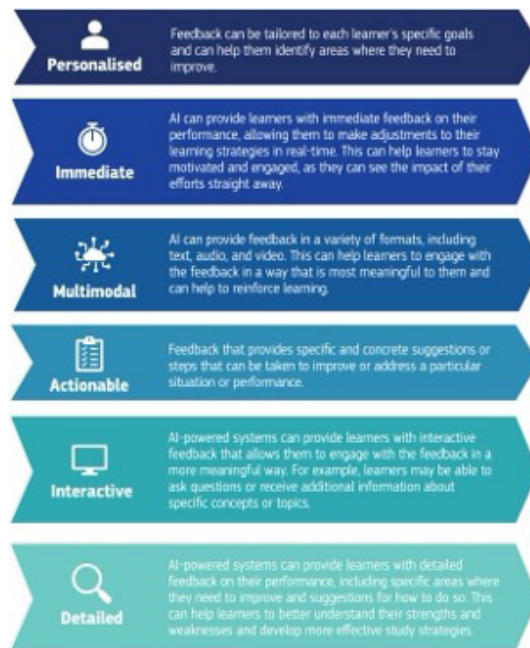 Personalised
Feedback can be tailored to each learner's specific goals
and can help them identify areas where they need to
improve.
Immediate
AI can provide learners with immediate feedback on their
performance, allowing them to make adjustments to their
learning strategies in real-time. This can help learners to stay
motivated and engaged, as they can see the impact of their
efforts straight away.
Multimodal
AI can provide feedback in a variety of formats, including
text, audio, and video. This can help learners to engage with
the feedback in a way that is most meaningful to them and
can help to reinforce learning.
Actionable
Feedback that provides specific and concrete suggestions or
steps that can be taken to improve or address a particular
situation or performance.
Interactive
AI-powered systems can provide learners with interactive
feedback that allows them to engage with the feedback in a
more meaningful way. For example, learners may be able to
ask questions or receive additional information about
specific concepts or topics.
Detailed
AI-powered systems can provide learners with detailed
feedback on their performance, including specific areas where
they need to improve and suggestions for how to do so. This
can help learners to better understand their strengths and
weaknesses and develop more effective study strategies.